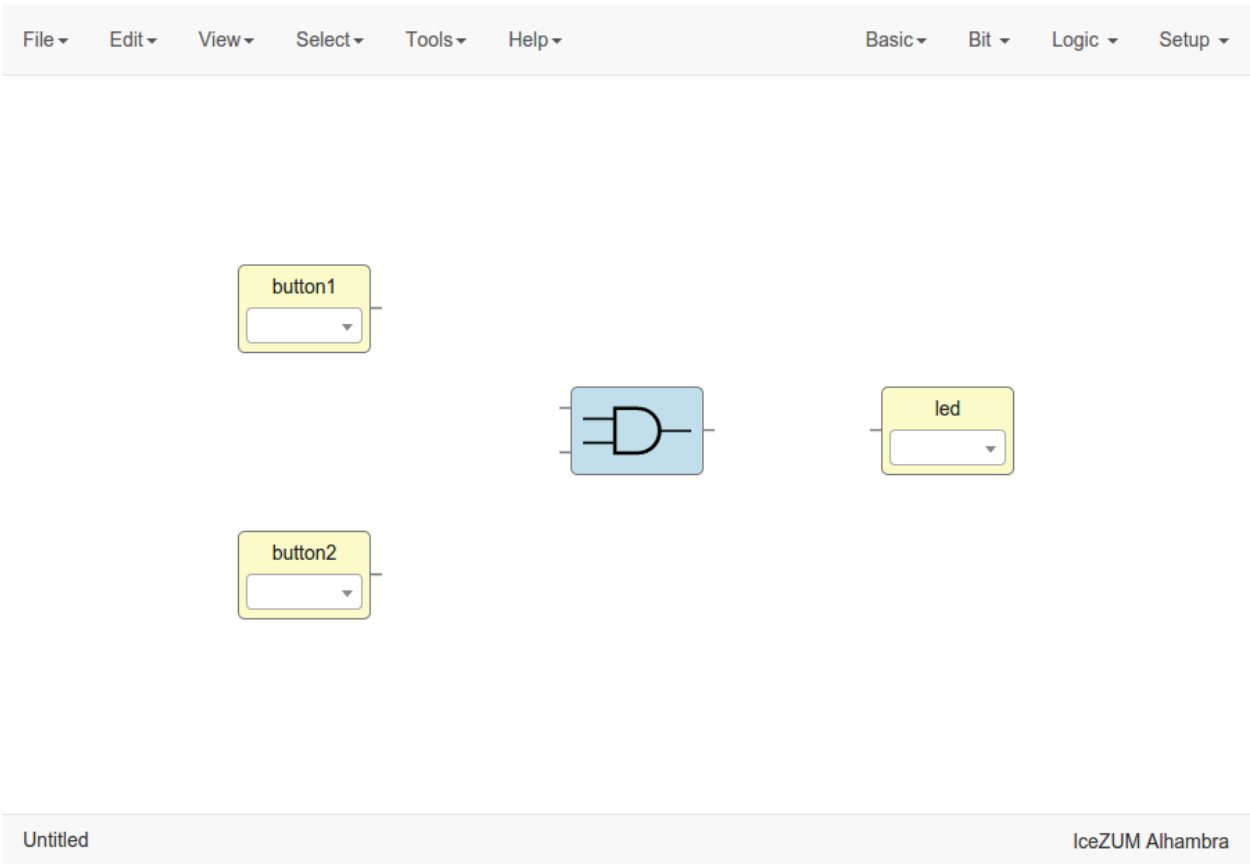 File Edit View Select Tools Help Basic Bit Logic Setup
button1
led
button2
Untitled IceZUM Alhambra